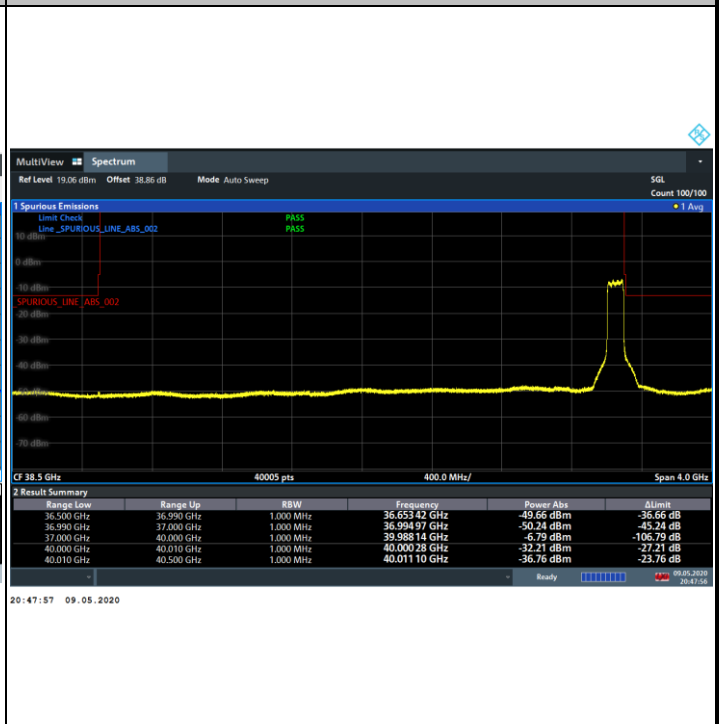 MultiView Spectrum
Ref Level 19.06 dBm Offset 38.86 dB Mode Auto Sweep SGL
Count 100/100
1 Spurious Emissions 1 Avg
Limit Check PASS
Line _SPURIOUS_LINE_ABS_002 PASS
10 dBm
0 dBm
-10 dBm
_SPURIOUS_LINE_ABS_002
-20 dBm
-30 dBm
-40 dBm
-50 dBm
-60 dBm
-70 dBm
CF 38.5 GHz 40005 pts 400.0 MHz/ Span 4.0 GHz
2 Result Summary
Range Low Range Up RBW Frequency Power Abs ΔLimit
36.500 GHz 36.990 GHz 1.000 MHz 36.653 42 GHz -49.66 dBm -36.66 dB
36.990 GHz 37.000 GHz 1.000 MHz 36.994 97 GHz -50.24 dBm -45.24 dB
37.000 GHz 40.000 GHz 1.000 MHz 39.988 14 GHz -6.79 dBm -106.79 dB
40.000 GHz 40.010 GHz 1.000 MHz 40.000 28 GHz -32.21 dBm -27.21 dB
40.010 GHz 40.500 GHz 1.000 MHz 40.011 10 GHz -36.76 dBm -23.76 dB
Ready 09.05.2020
20:47:56
20:47:57 09.05.2020